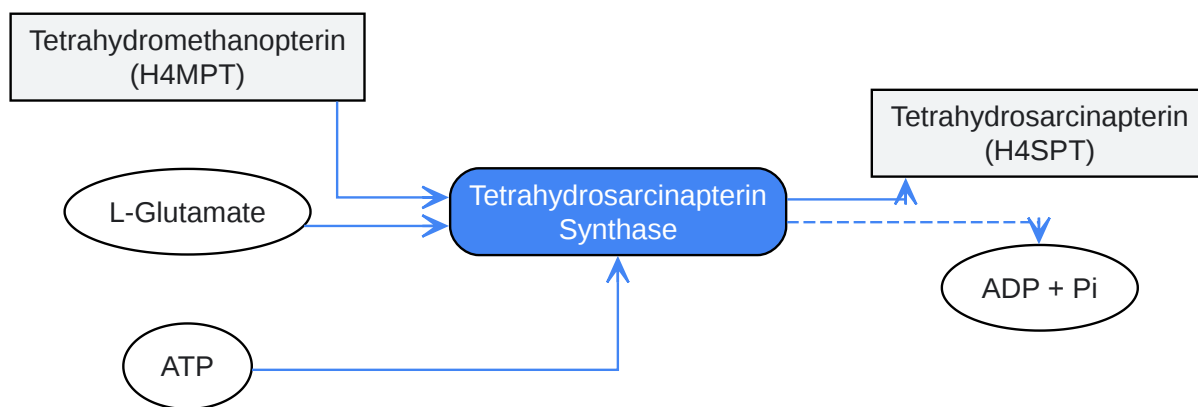 Tetrahydromethanopterin
(H4MPT)
L-Glutamate
ATP
Tetrahydrosarcinapterin
Synthase
Tetrahydrosarcinapterin
(H4SPT)
ADP + Pi